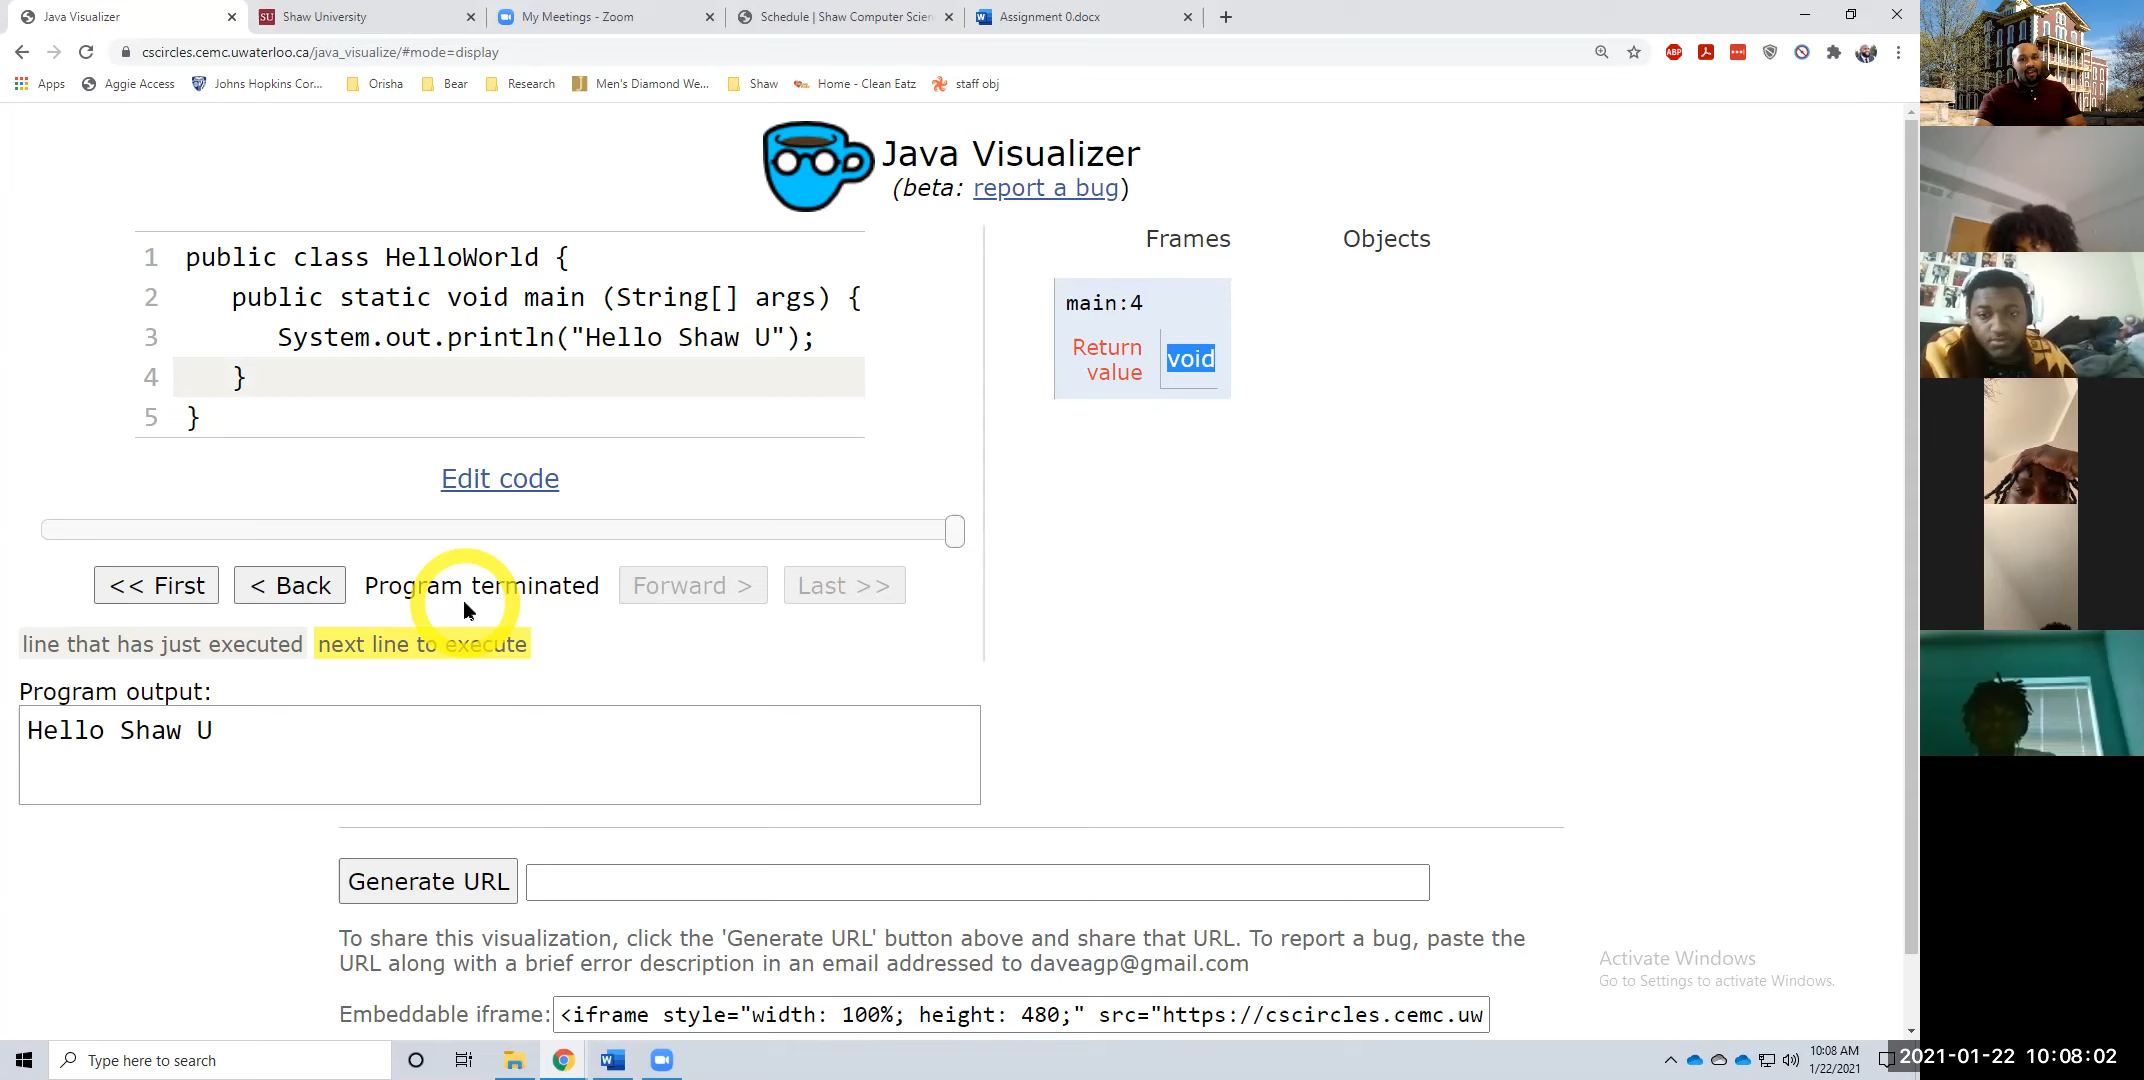 Java Visualizer
Shaw University
My Meetings - Zoom
Schedule | Shaw Computer Scien
Assignment 0.docx
cscircles.cemc.uwaterloo.ca/java_visualize/#mode=display
ABP
Apps
Aggie Access
Johns Hopkins Cor...
Orisha
Bear
Research
Men's Diamond We...
Shaw
Home - Clean Eatz
staff obj
Java Visualizer
(beta: report a bug)
1 public class HelloWorld {
2 public static void main (String[] args) {
3 System.out.println("Hello Shaw U");
4 }
5 }
Edit code
<< First < Back Program terminated Forward > Last >>
line that has just executed next line to execute
Program output:
Hello Shaw U
Frames Objects
main:4
Return
value
void
Generate URL
To share this visualization, click the 'Generate URL' button above and share that URL. To report a bug, paste the
URL along with a brief error description in an email addressed to daveagp@gmail.com
Embeddable iframe: <iframe style="width: 100%; height: 480;" src="https://cscircles.cemc.uw
Activate Windows
Go to Settings to activate Windows.
Type here to search
10:08 AM
1/22/2021
2021-01-22 10:08:02